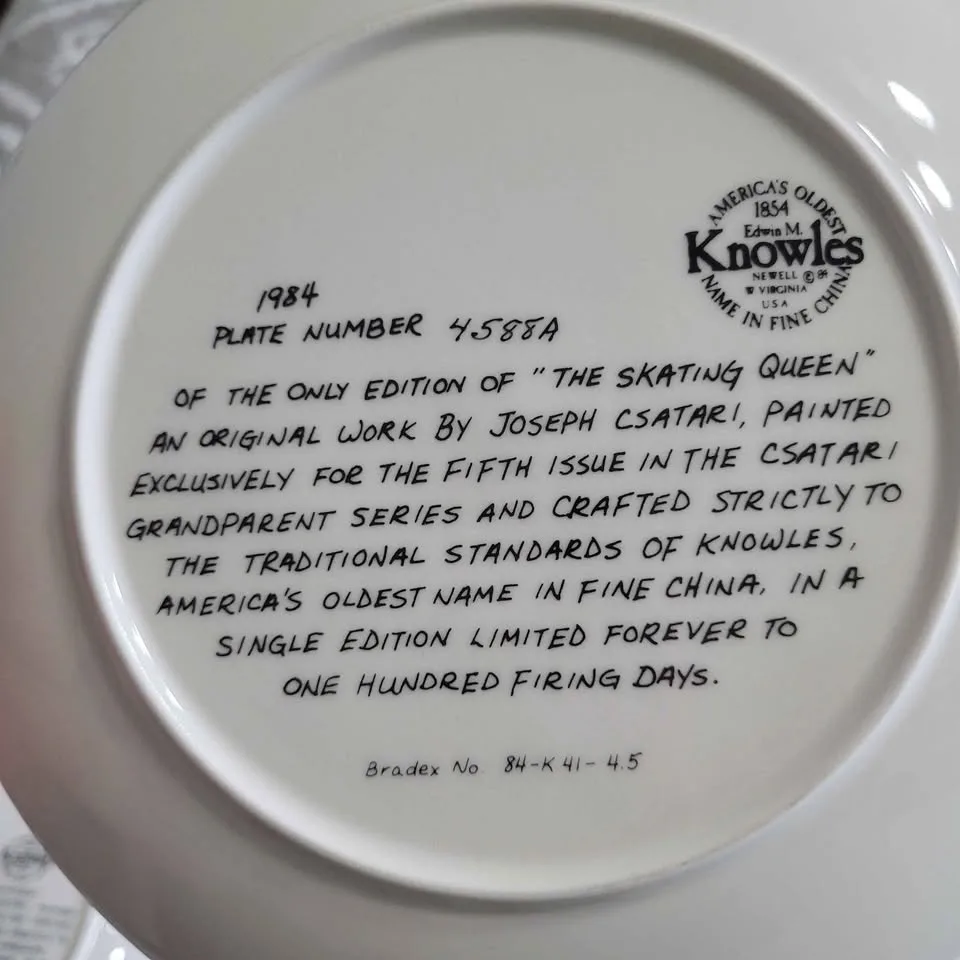 AMERICA'S OLDEST
1854
Edwin M.
Knowles
NEWELL © 84
W VIRGINIA
USA
NAME IN FINE CHINA
1984
PLATE NUMBER 4588A
OF THE ONLY EDITION OF "THE SKATING QUEEN"
AN ORIGINAL WORK BY JOSEPH CSATARI, PAINTED
EXCLUSIVELY FOR THE FIFTH ISSUE IN THE CSATARI
GRANDPARENT SERIES AND CRAFTED STRICTLY TO
THE TRADITIONAL STANDARDS OF KNOWLES,
AMERICA'S OLDEST NAME IN FINE CHINA, IN A
SINGLE EDITION LIMITED FOREVER TO
ONE HUNDRED FIRING DAYS.
Bradex No. 84-K 41- 4.5